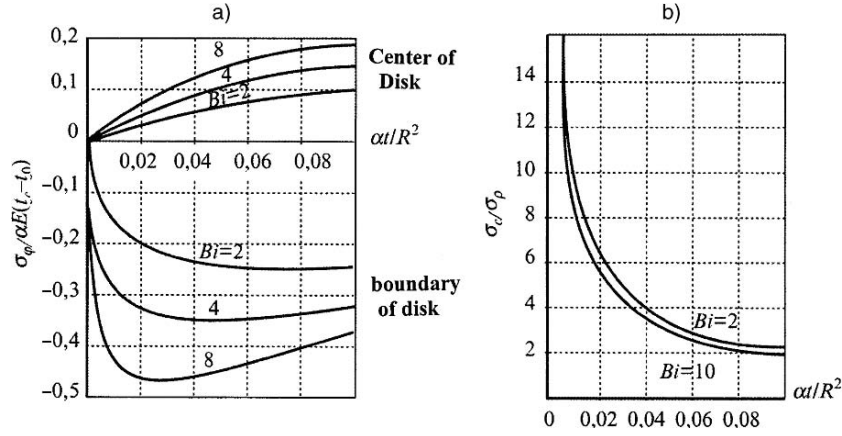 a)
0,2
0,1
0
-0,1
-0,2
-0,3
-0,4
-0,5
σφ/αE(tc-t0)
8
4
Bi=2
Center of
Disk
0,02 0,04 0,06 0,08
αt/R²
Bi=2
4
8
boundary
of disk
b)
14
12
10
8
6
4
2
σc/σρ
Bi=2
Bi=10
0 0,02 0,04 0,06 0,08
αt/R²